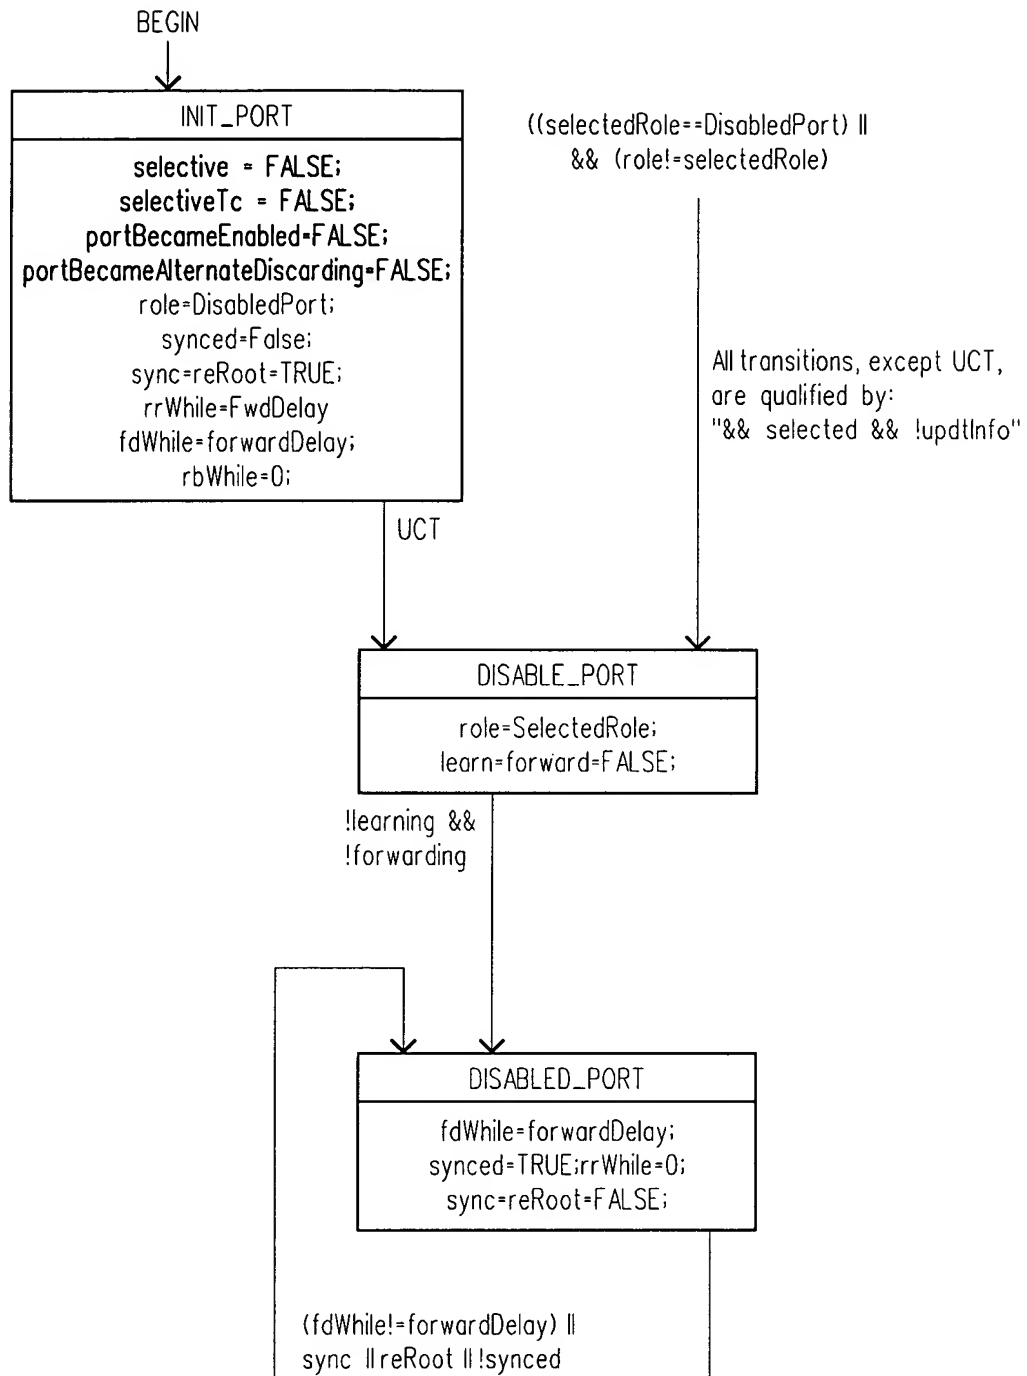 BEGIN
INIT_PORT
selective = FALSE;
selectiveTc = FALSE;
portBecameEnabled=FALSE;
portBecameAlternateDiscarding=FALSE;
role=DisabledPort;
synced=False;
sync=reRoot=TRUE;
rrWhile=FwdDelay
fdWhile=forwardDelay;
rbWhile=0;
((selectedRole==DisabledPort) ||
&& (role!=selectedRole)
All transitions, except UCT,
are qualified by:
"&& selected && !updtInfo"
UCT
DISABLE_PORT
role=SelectedRole;
learn=forward=FALSE;
!learning &&
!forwarding
DISABLED_PORT
fdWhile=forwardDelay;
synced=TRUE;rrWhile=0;
sync=reRoot=FALSE;
(fdWhile!=forwardDelay) ||
sync ||reRoot || !synced